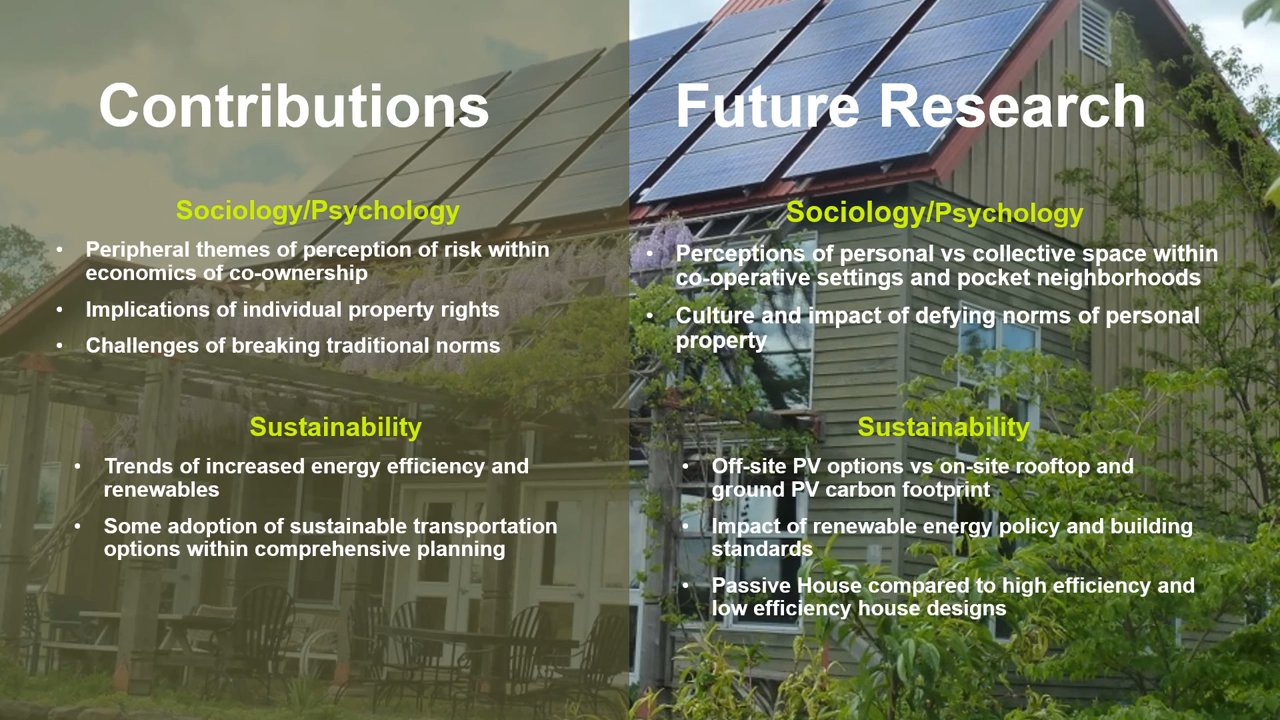 Contributions
Sociology/Psychology
• Peripheral themes of perception of risk within
economics of co-ownership
• Implications of individual property rights
• Challenges of breaking traditional norms
Sustainability
• Trends of increased energy efficiency and
renewables
• Some adoption of sustainable transportation
options within comprehensive planning
Future Research
Sociology/Psychology
• Perceptions of personal vs collective space within
co-operative settings and pocket neighborhoods
• Culture and impact of defying norms of personal
property
Sustainability
• Off-site PV options vs on-site rooftop and
ground PV carbon footprint
• Impact of renewable energy policy and building
standards
• Passive House compared to high efficiency and
low efficiency house designs